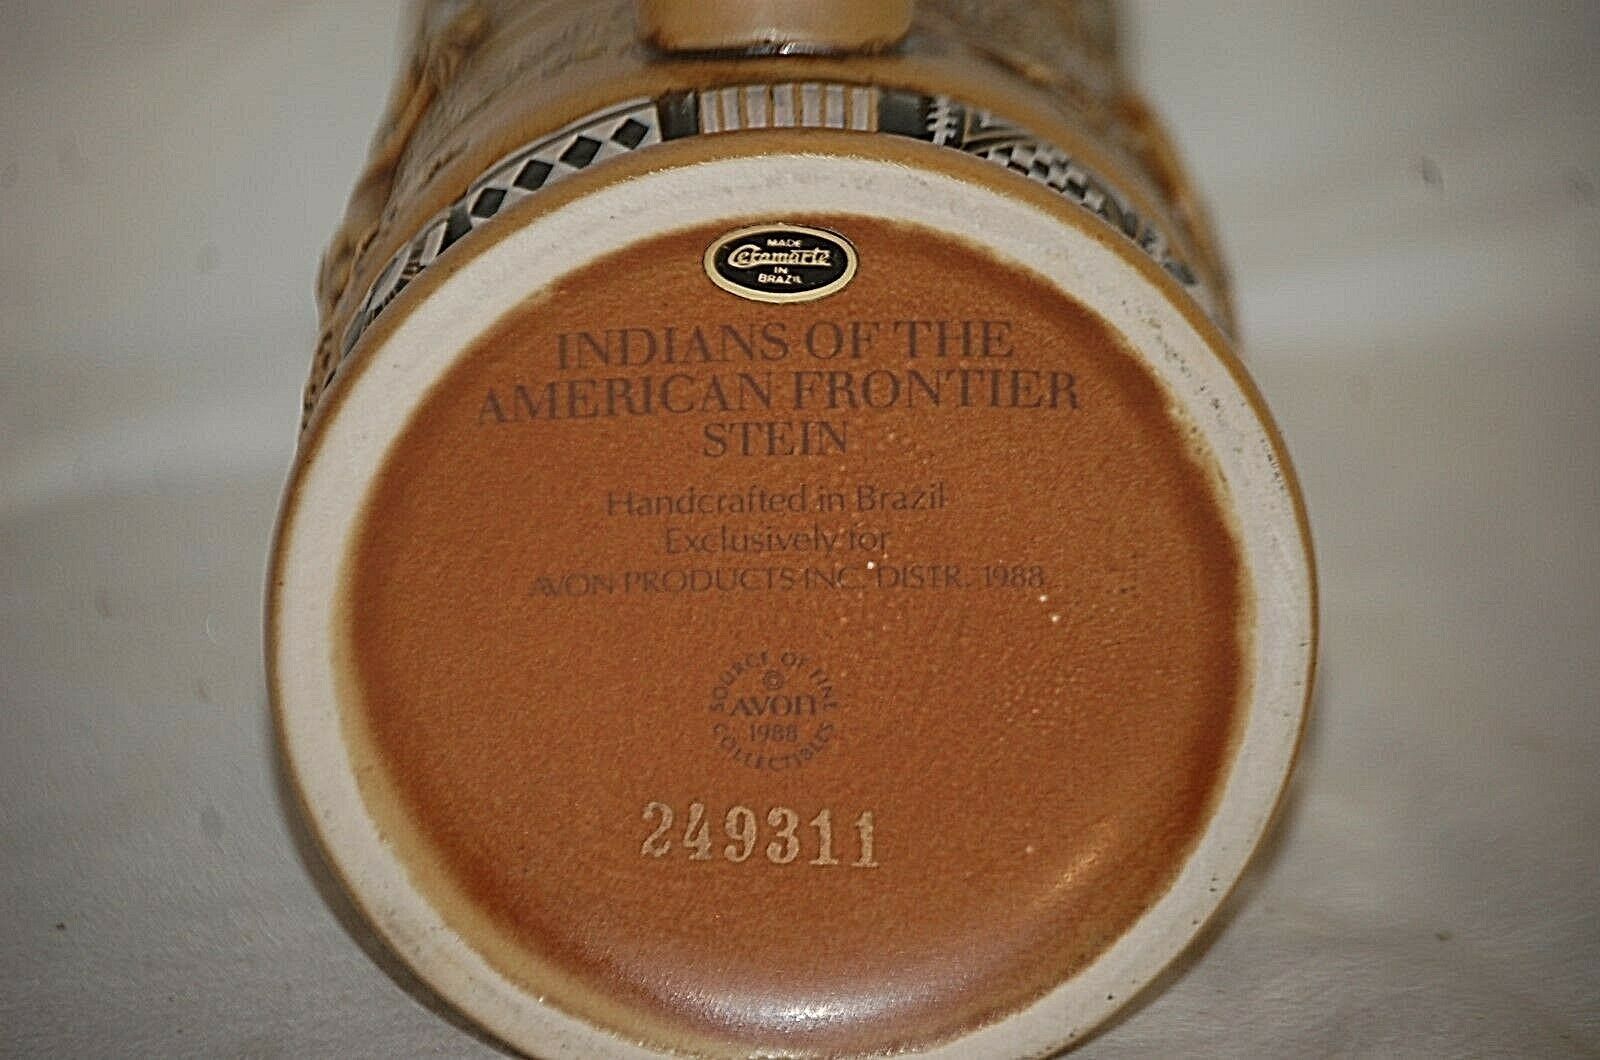 MADE
Ceramarte
IN
BRAZIL
INDIANS OF THE
AMERICAN FRONTIER
STEIN
Handcrafted in Brazil
Exclusively for
AVON PRODUCTS INC. DISTR. 1988
SOURCE OF FINE
©
AVON
1988
COLLECTIBLES
249311